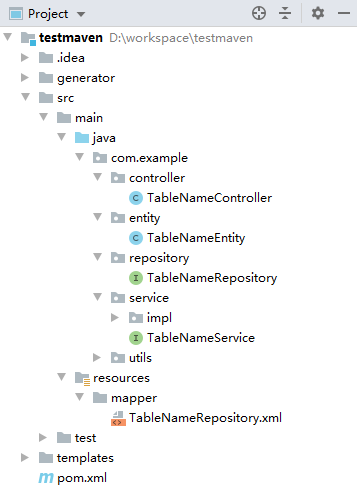 Project
testmaven D:\workspace\testmaven
.idea
generator
src
main
java
com.example
controller
TableNameController
entity
TableNameEntity
repository
TableNameRepository
service
impl
TableNameService
utils
resources
mapper
TableNameRepository.xml
test
templates
pom.xml